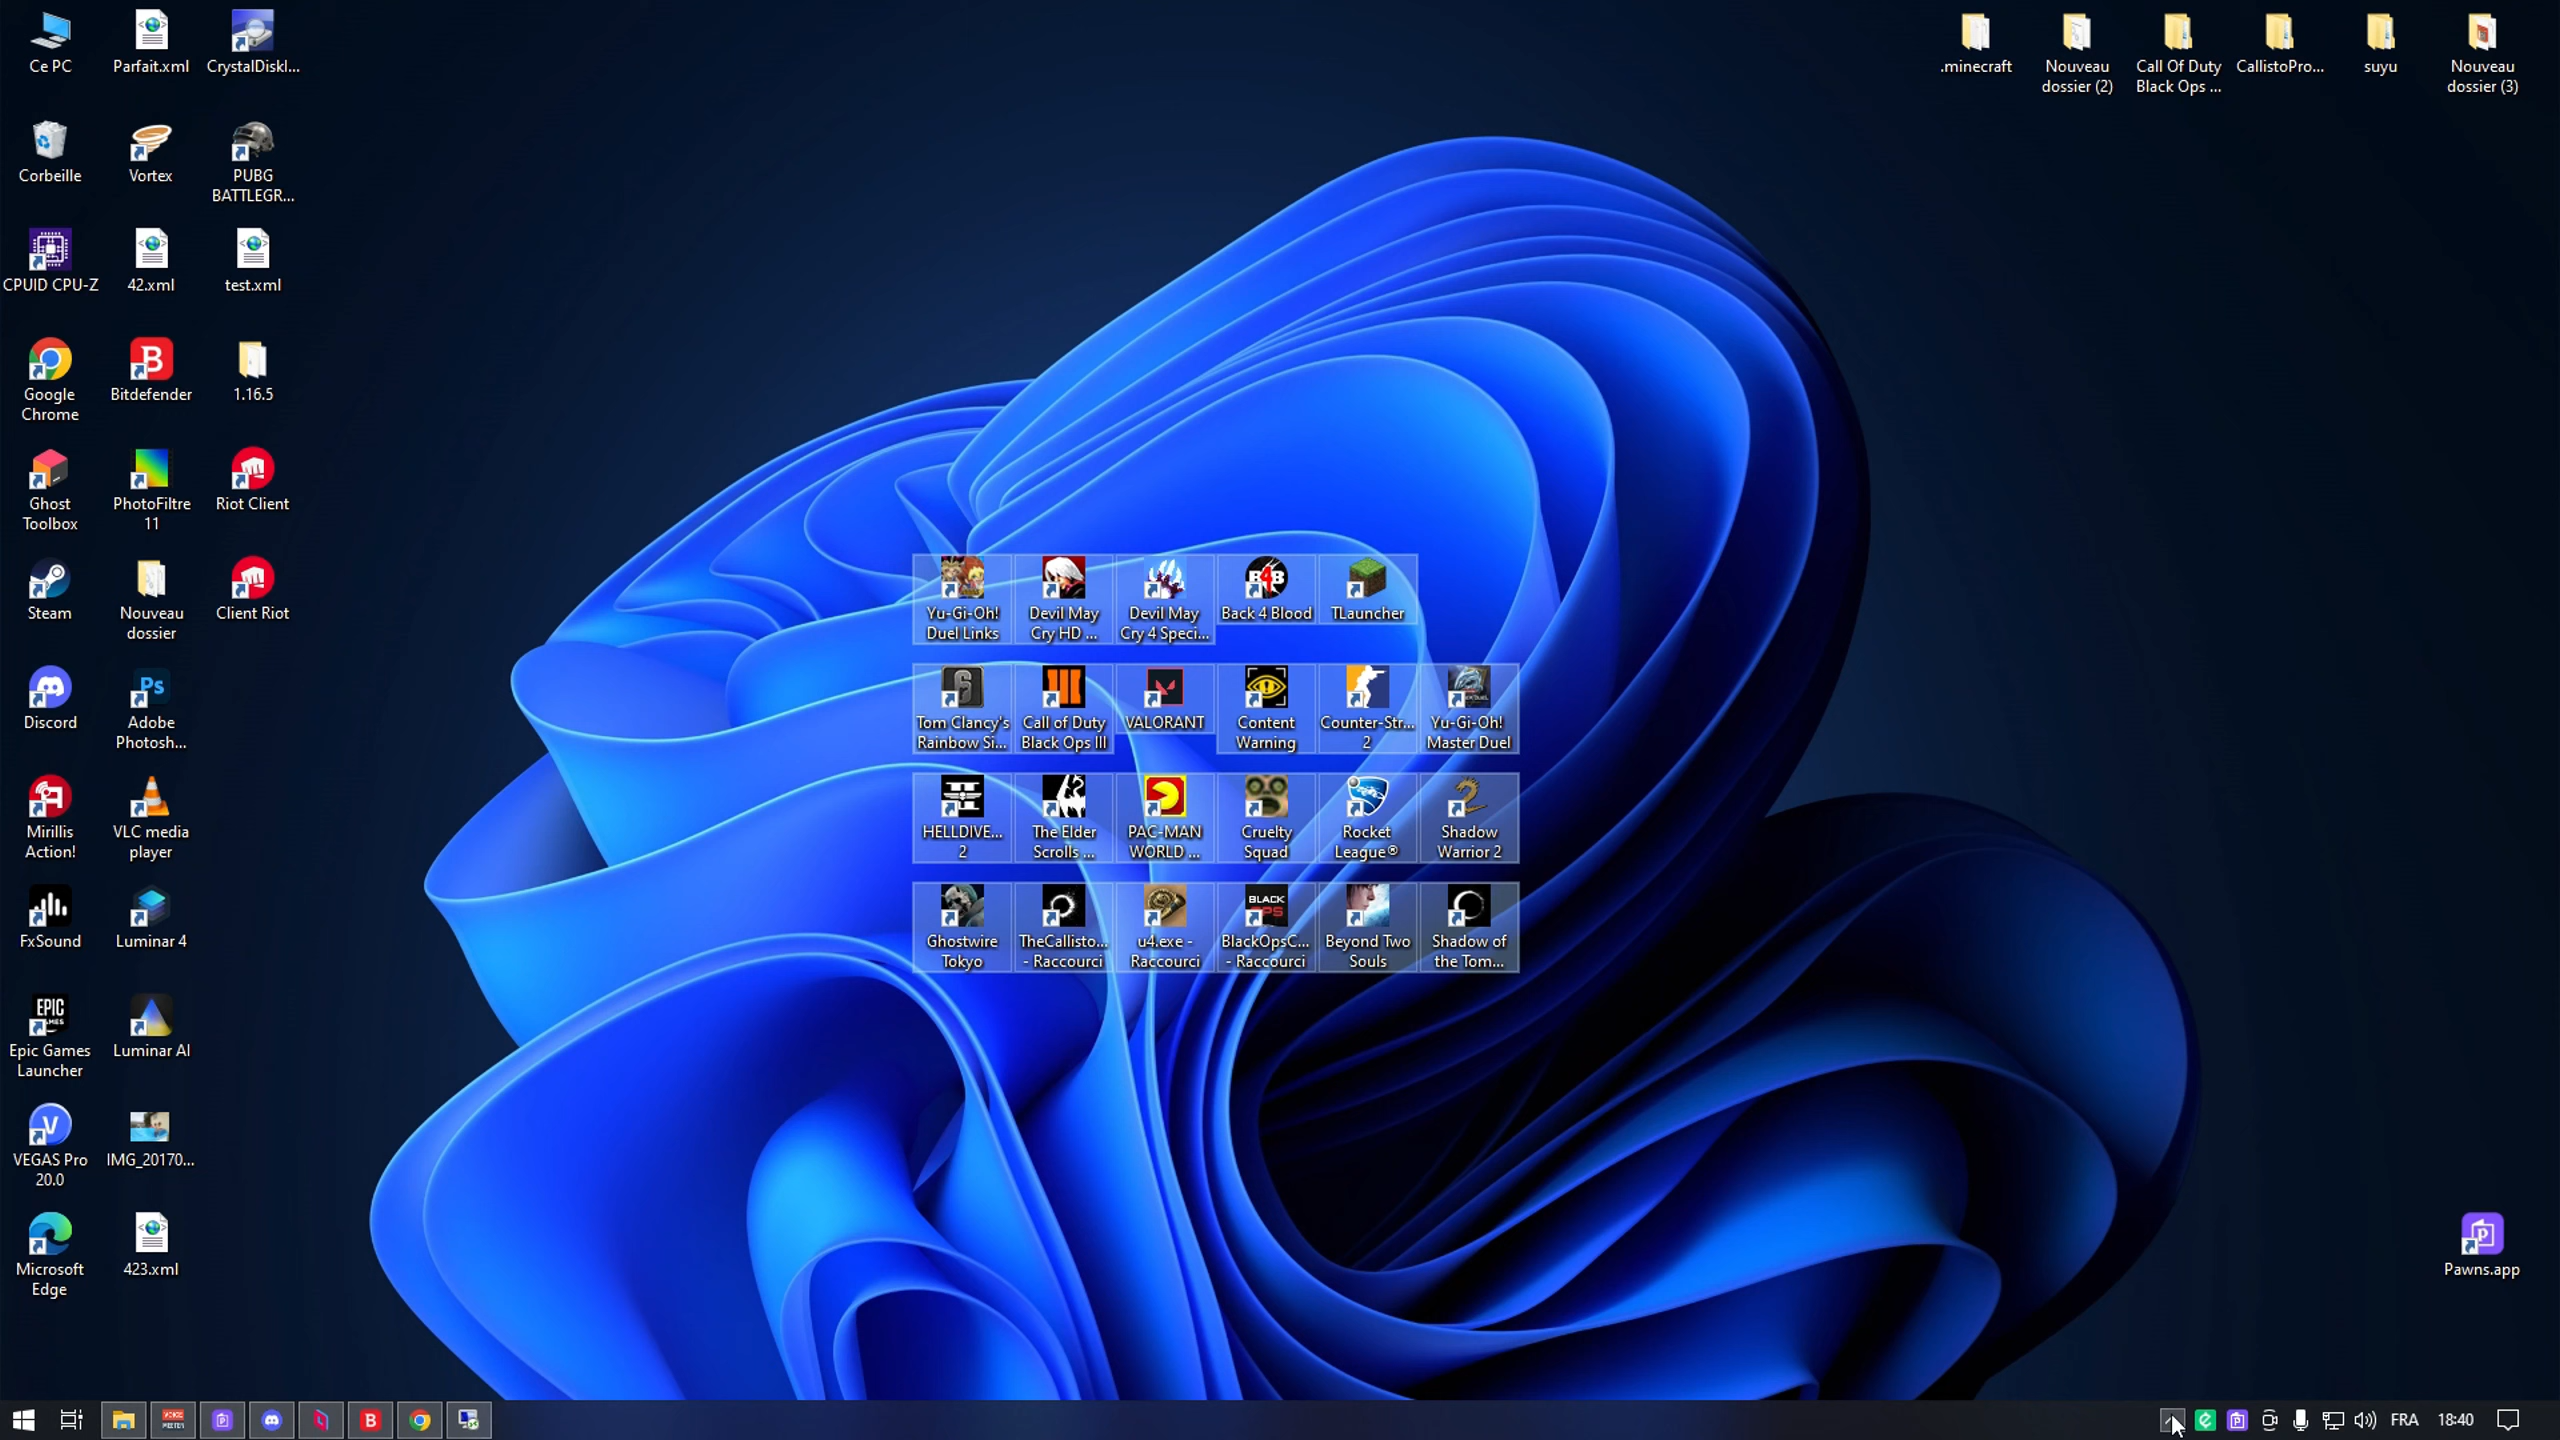 Ce PC
Parfait.xml
CrystalDiskI...
.minecraft
Nouveau
dossier (2)
Call Of Duty
Black Ops ...
CallistoPro...
suyu
Nouveau
dossier (3)
Corbeille
Vortex
PUBG
BATTLEGR...
CPUID CPU-Z
42.xml
test.xml
Google
Chrome
Bitdefender
1.16.5
Ghost
Toolbox
PhotoFiltre
11
Riot Client
Steam
Nouveau
dossier
Client Riot
Yu-Gi-Oh!
Duel Links
Devil May
Cry HD ...
Devil May
Cry 4 Speci...
Back 4 Blood
TLauncher
Discord
Adobe
Photosh...
Tom Clancy's
Rainbow Si...
Call of Duty
Black Ops III
VALORANT
Content
Warning
Counter-Str...
2
Yu-Gi-Oh!
Master Duel
Mirillis
Action!
VLC media
player
HELLDIVE...
2
The Elder
Scrolls ...
PAC-MAN
WORLD ...
Cruelty
Squad
Rocket
League®
Shadow
Warrior 2
FxSound
Luminar 4
Ghostwire
Tokyo
TheCallisto...
- Raccourci
u4.exe -
Raccourci
BlackOpsC...
- Raccourci
Beyond Two
Souls
Shadow of
the Tom...
Epic Games
Launcher
Luminar AI
VEGAS Pro
20.0
IMG_20170...
Microsoft
Edge
423.xml
Pawns.app
FRA
18:40